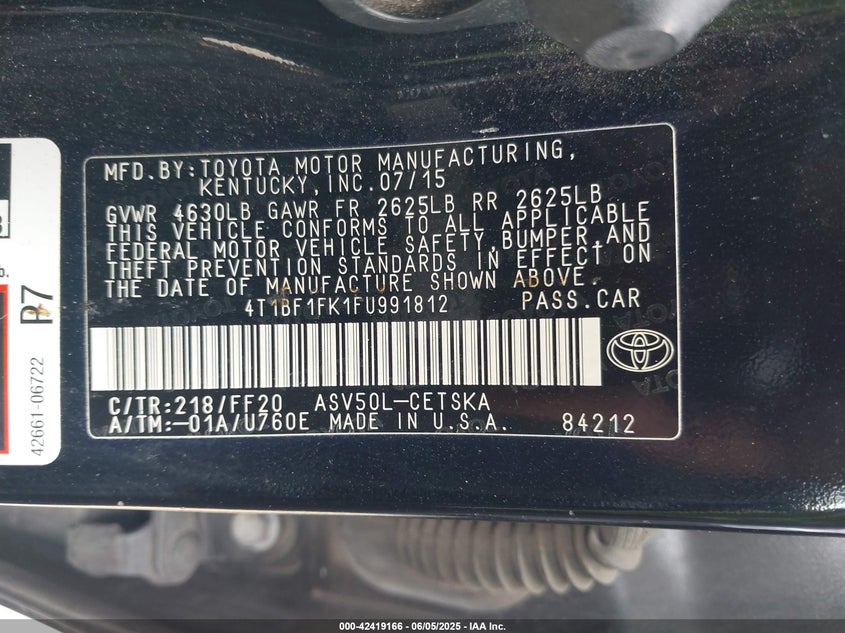 MFD.BY:TOYOTA MOTOR MANUFACTURING,
KENTUCKY,INC.07/15
GVWR 4630LB GAWR FR 2625LB RR 2625LB
THIS VEHICLE CONFORMS TO ALL APPLICABLE
FEDERAL MOTOR VEHICLE SAFETY,BUMPER,AND
THEFT PREVENTION STANDARDS IN EFFECT ON
THE DATE OF MANUFACTURE SHOWN ABOVE.
4T1BF1FK1FU991812 PASS.CAR
C/TR:218/FF20 ASV50L-CETSKA
A/TM:-01A/U760E MADE IN U.S.A. 84212
42661-06722
000-42419166 - 06/05/2025 - IAA Inc.